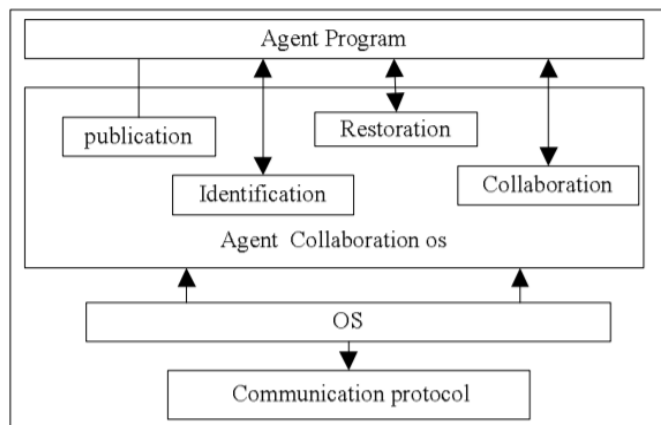 Agent Program
publication
Restoration
Identification
Collaboration
Agent Collaboration os
OS
Communication protocol